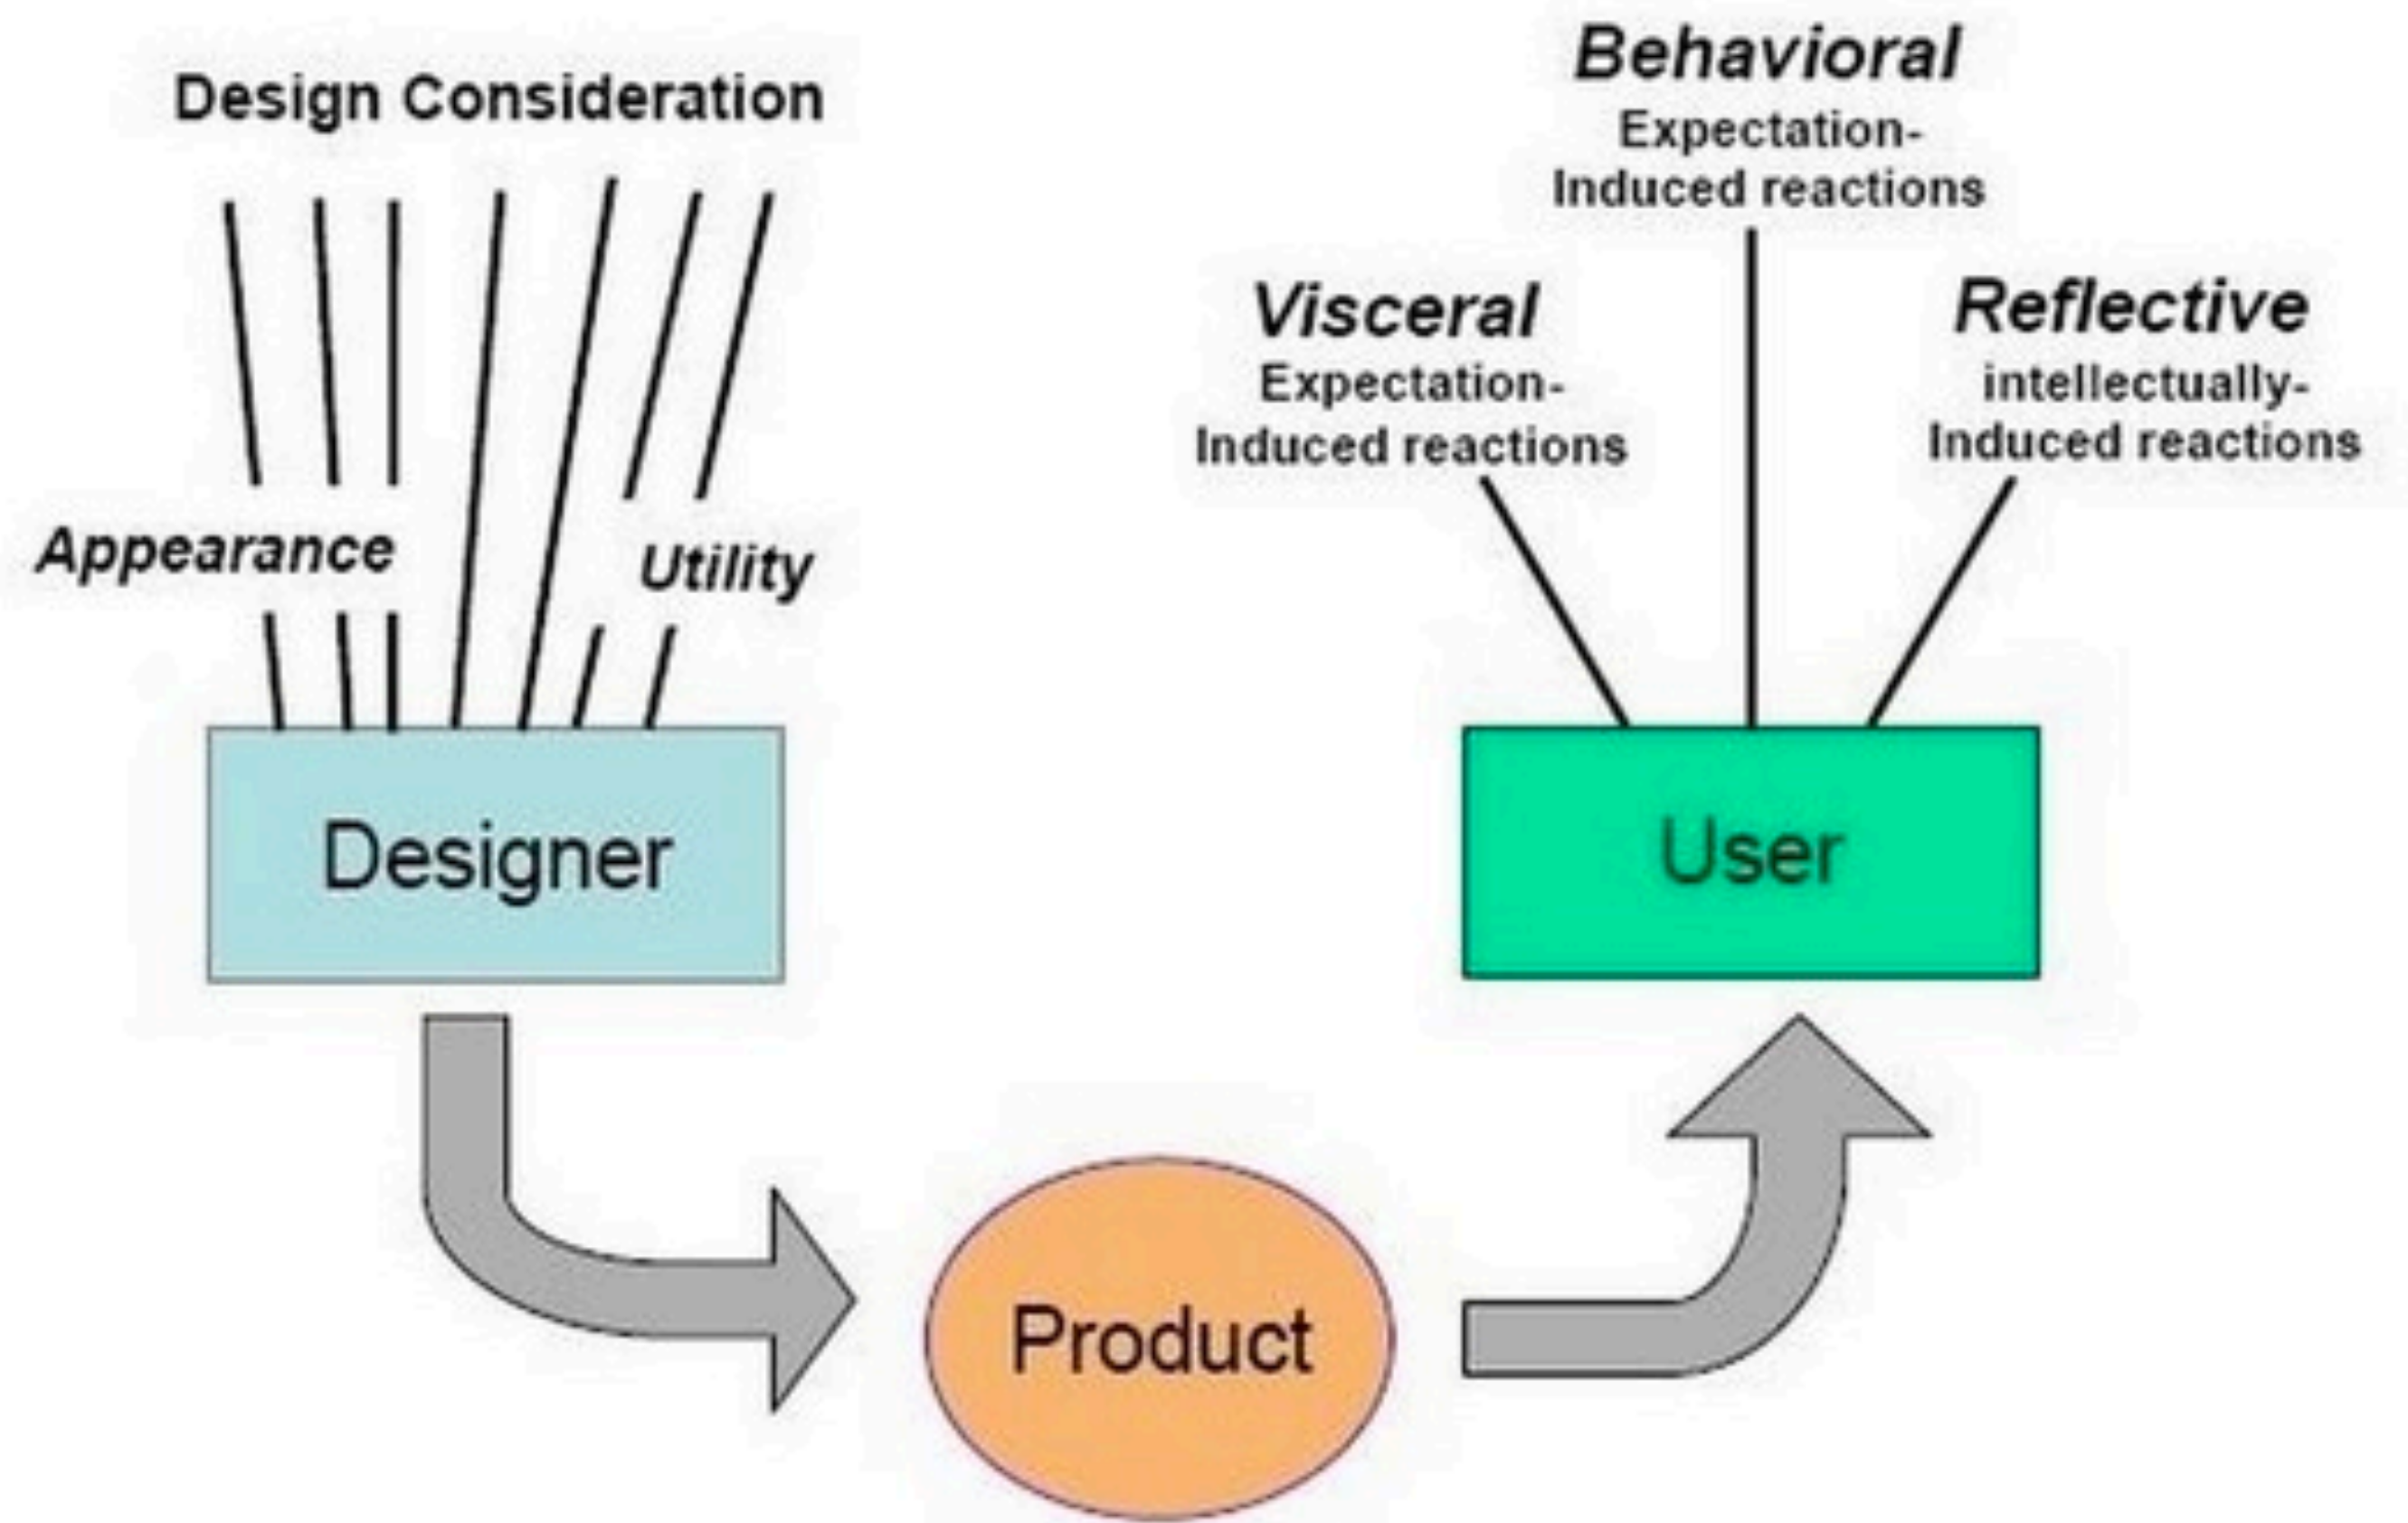 Design Consideration
Appearance
Utility
Designer
Behavioral
Expectation-
Induced reactions
Visceral
Expectation-
Induced reactions
Reflective
intellectually-
Induced reactions
User
Product